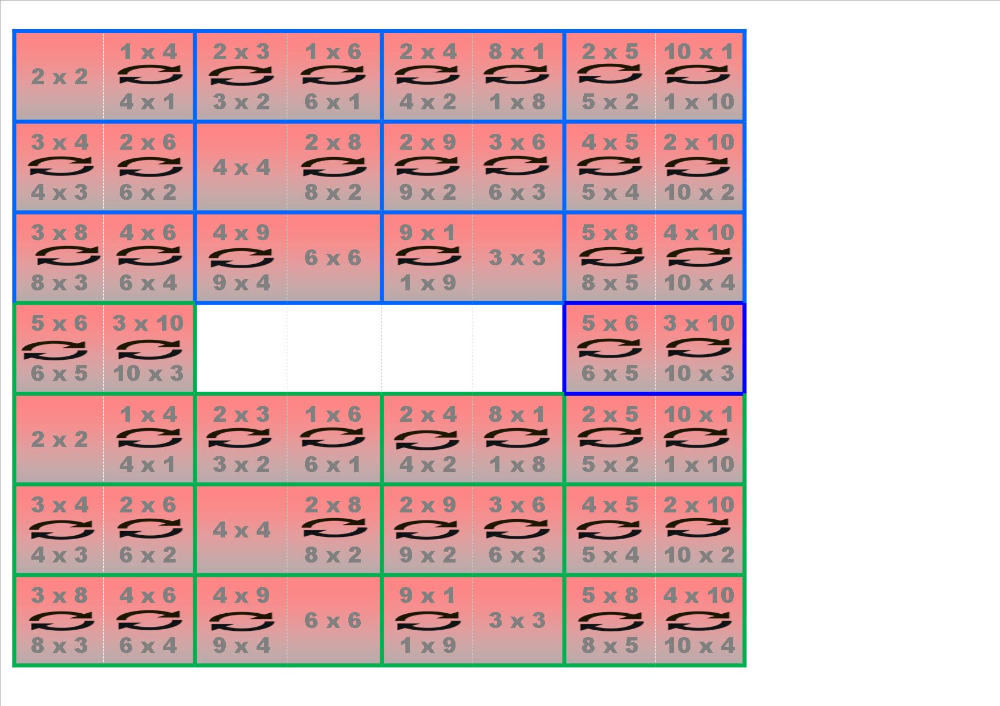 1 x 4 2 x 3 1 x 6 2 x 4 8 x 1 2 x 5 10 x 1
2 x 2
4 x 1 3 x 2 6 x 1 4 x 2 1 x 8 5 x 2 1 x 10
3 x 4 2 x 6 2 x 8 2 x 9 3 x 6 4 x 5 2 x 10
4 x 4
4 x 3 6 x 2 8 x 2 9 x 2 6 x 3 5 x 4 10 x 2
3 x 8 4 x 6 4 x 9 9 x 1 5 x 8 4 x 10
6 x 6 3 x 3
8 x 3 6 x 4 9 x 4 1 x 9 8 x 5 10 x 4
5 x 6 3 x 10 5 x 6 3 x 10
6 x 5 10 x 3 6 x 5 10 x 3
1 x 4 2 x 3 1 x 6 2 x 4 8 x 1 2 x 5 10 x 1
2 x 2
4 x 1 3 x 2 6 x 1 4 x 2 1 x 8 5 x 2 1 x 10
3 x 4 2 x 6 2 x 8 2 x 9 3 x 6 4 x 5 2 x 10
4 x 4
4 x 3 6 x 2 8 x 2 9 x 2 6 x 3 5 x 4 10 x 2
3 x 8 4 x 6 4 x 9 9 x 1 5 x 8 4 x 10
6 x 6 3 x 3
8 x 3 6 x 4 9 x 4 1 x 9 8 x 5 10 x 4